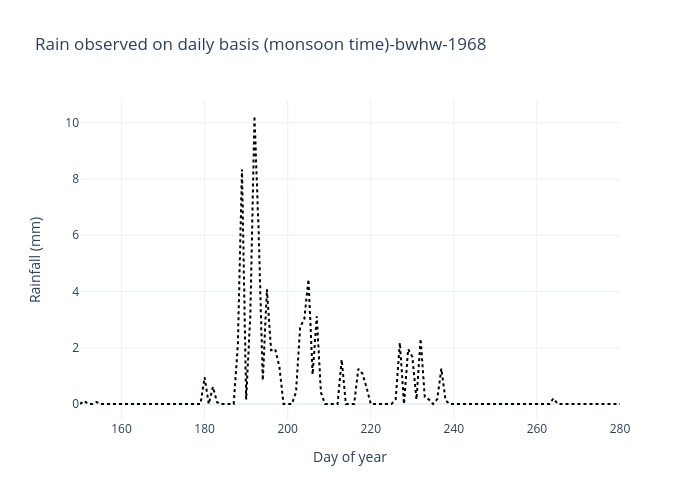 Rain observed on daily basis (monsoon time)-bwhw-1968
Rainfall (mm)
10
8
6
4
2
0
160 180 200 220 240 260 280
Day of year